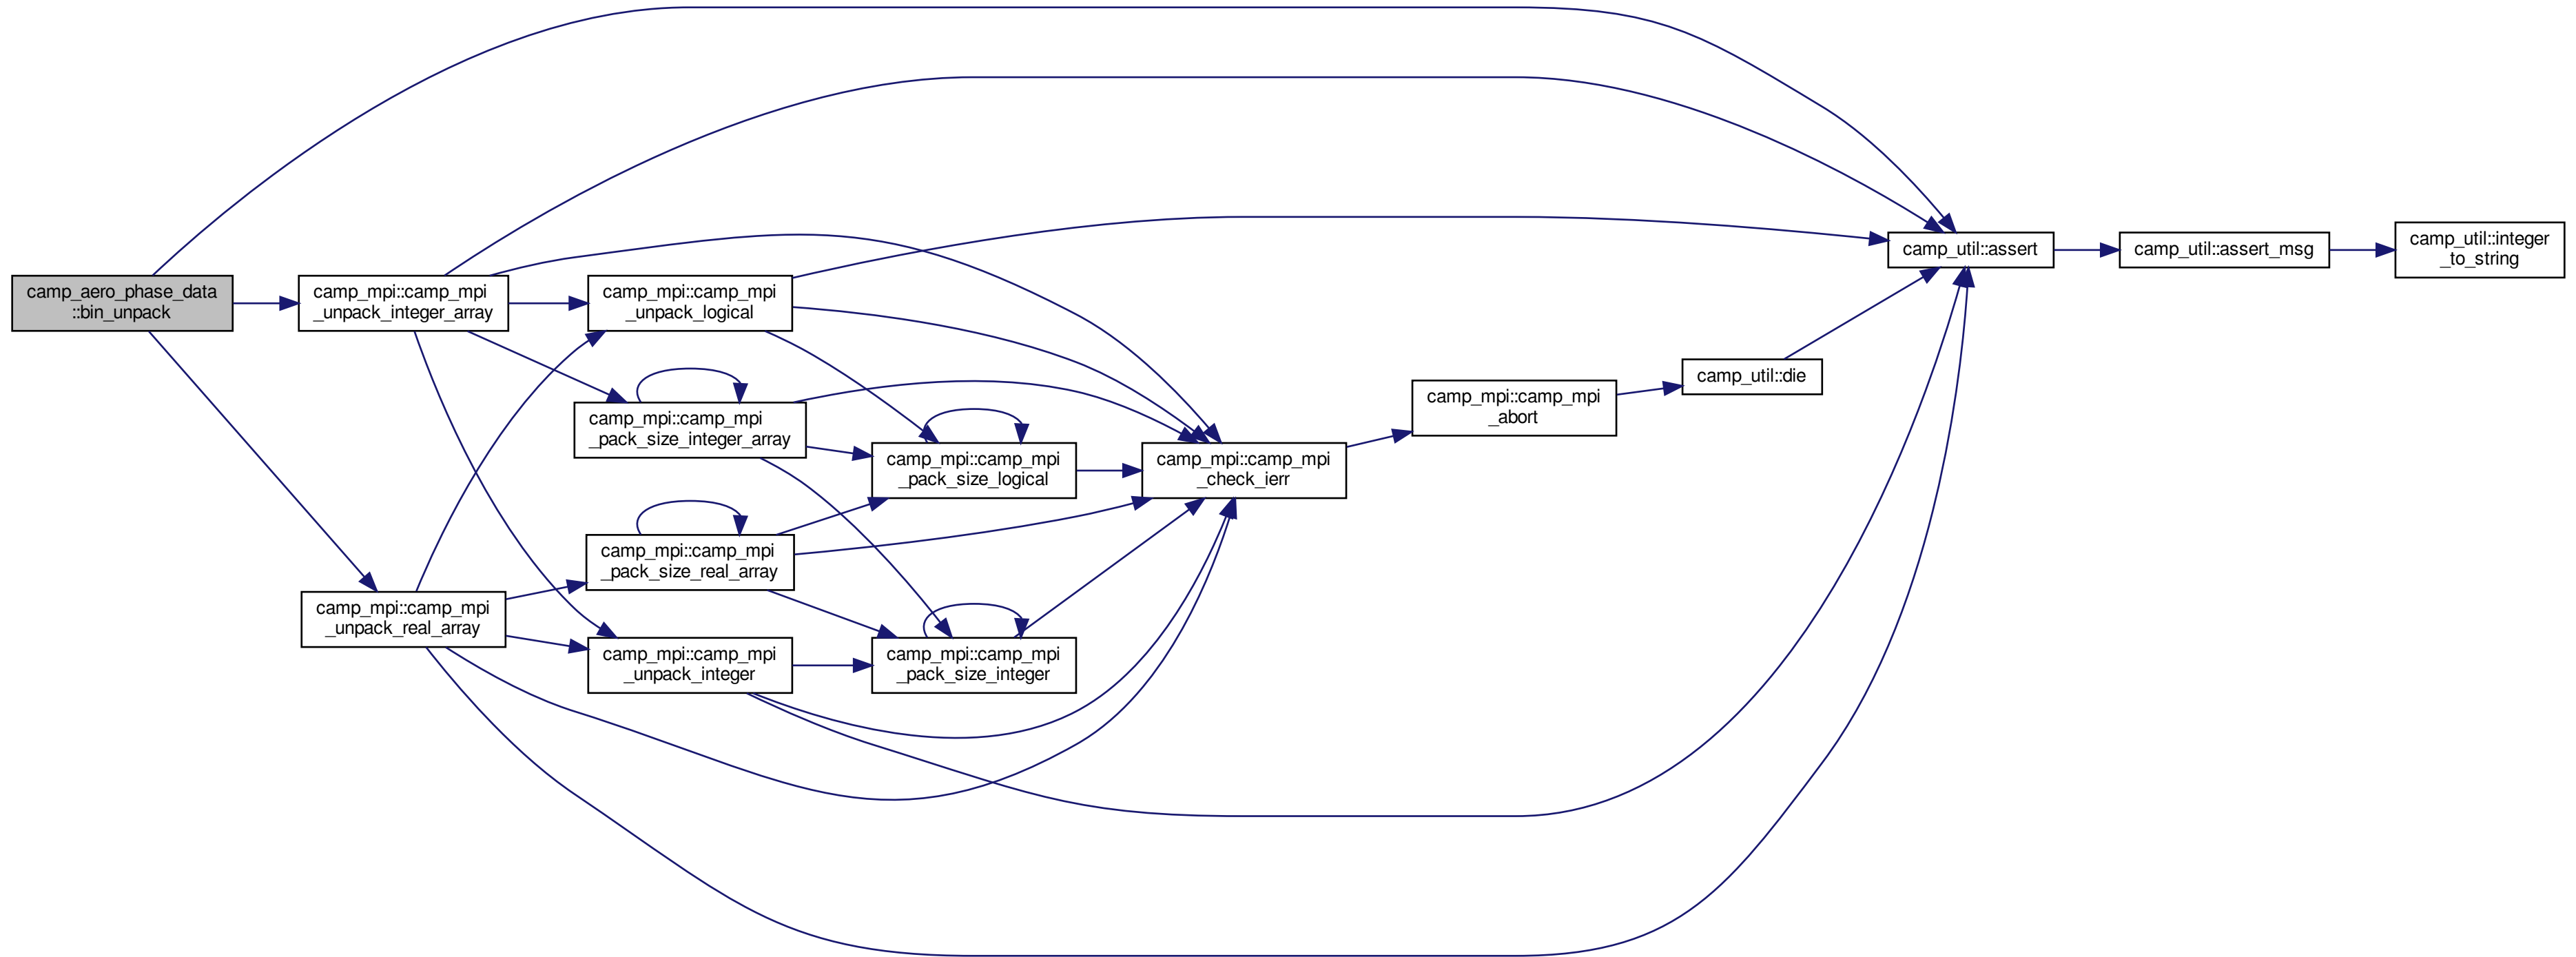 camp_aero_phase_data
::bin_unpack
camp_mpi::camp_mpi
_unpack_integer_array
camp_mpi::camp_mpi
_unpack_real_array
camp_mpi::camp_mpi
_unpack_logical
camp_mpi::camp_mpi
_pack_size_integer_array
camp_mpi::camp_mpi
_pack_size_real_array
camp_mpi::camp_mpi
_unpack_integer
camp_mpi::camp_mpi
_pack_size_logical
camp_mpi::camp_mpi
_pack_size_integer
camp_mpi::camp_mpi
_check_ierr
camp_mpi::camp_mpi
_abort
camp_util::die
camp_util::assert
camp_util::assert_msg
camp_util::integer
_to_string